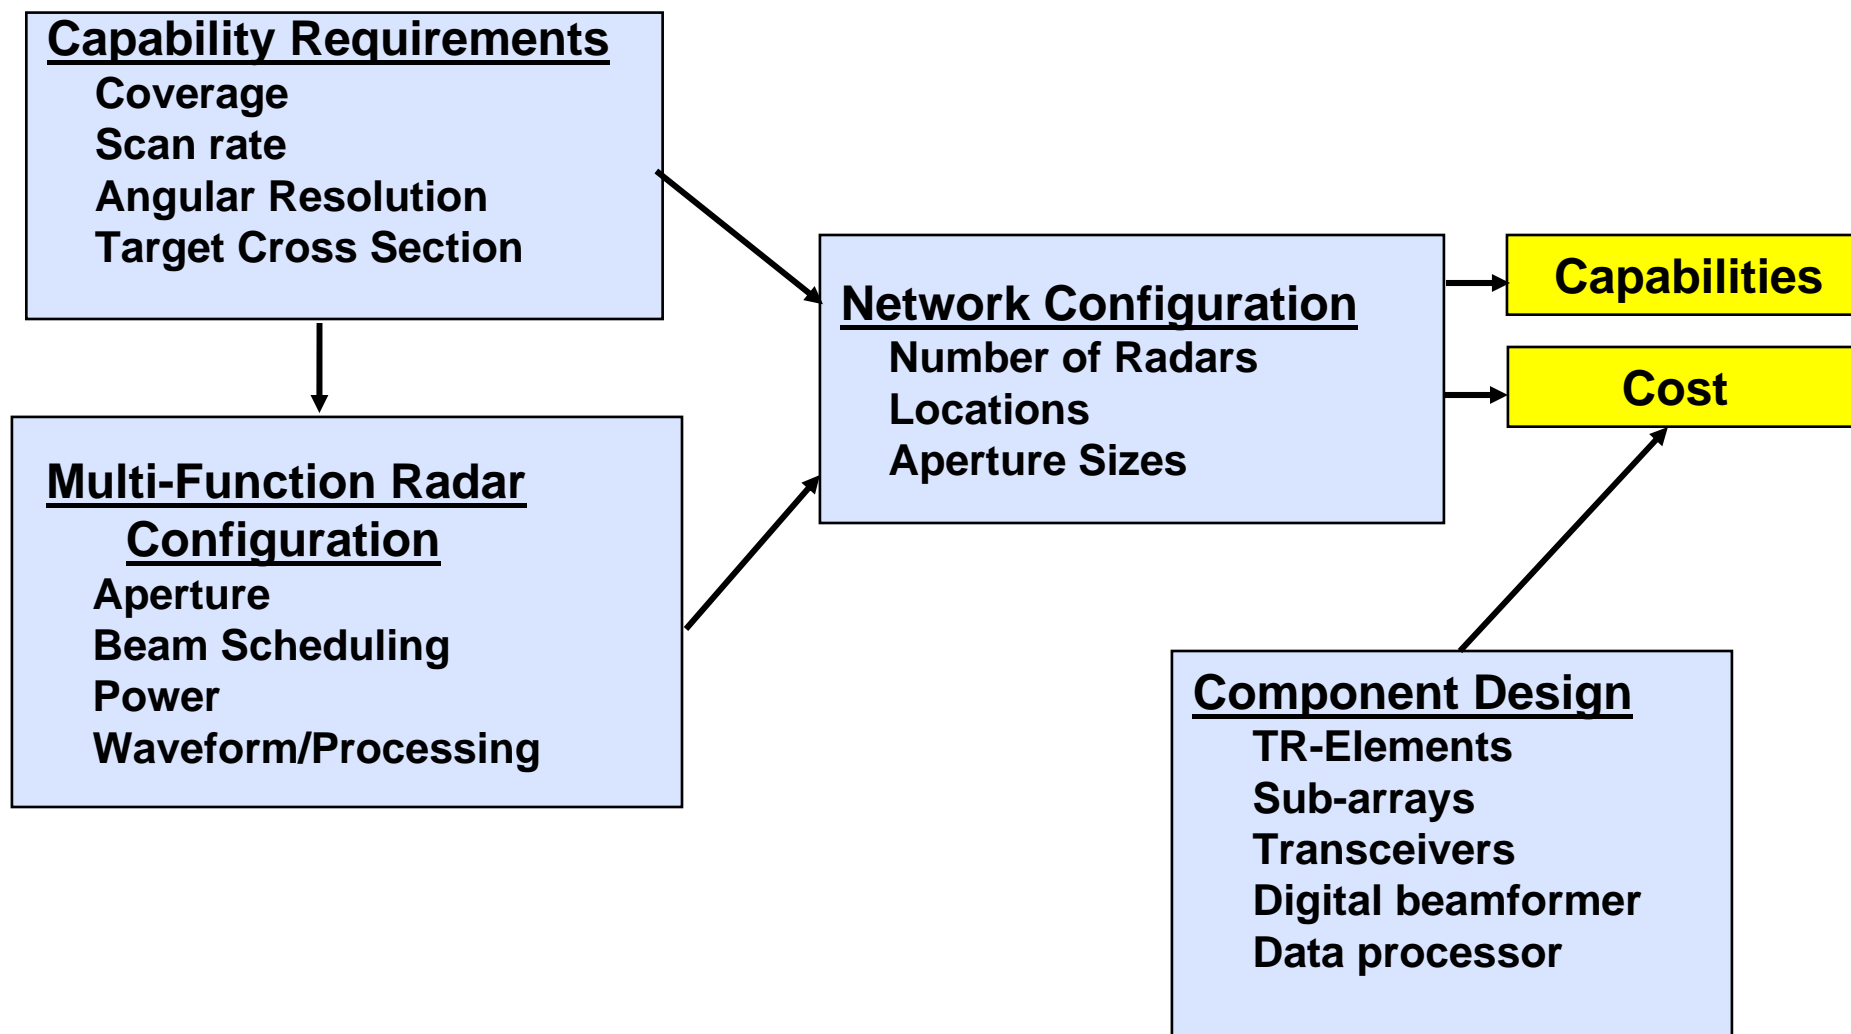 Capability Requirements
Coverage
Scan rate
Angular Resolution
Target Cross Section
Multi-Function Radar
Configuration
Aperture
Beam Scheduling
Power
Waveform/Processing
Network Configuration
Number of Radars
Locations
Aperture Sizes
Capabilities
Cost
Component Design
TR-Elements
Sub-arrays
Transceivers
Digital beamformer
Data processor